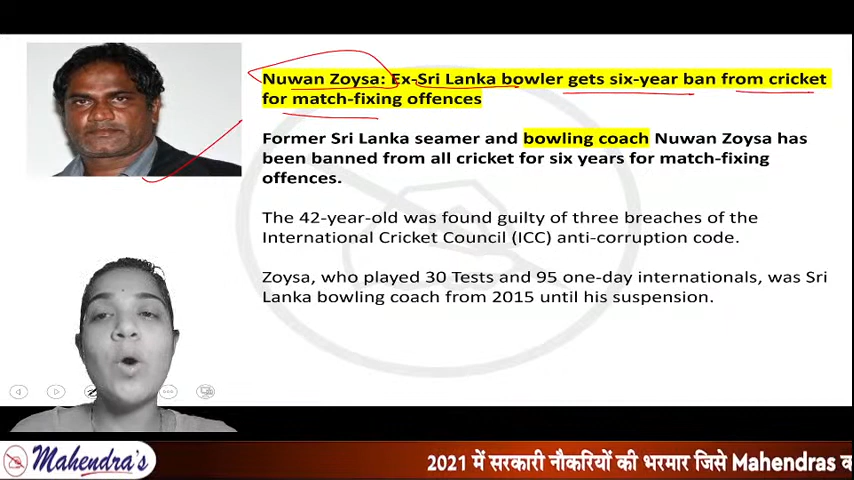 Nuwan Zoysa: Ex-Sri Lanka bowler gets six-year ban from cricket
for match-fixing offences
Former Sri Lanka seamer and bowling coach Nuwan Zoysa has
been banned from all cricket for six years for match-fixing
offences.
The 42-year-old was found guilty of three breaches of the
International Cricket Council (ICC) anti-corruption code.
Zoysa, who played 30 Tests and 95 one-day internationals, was Sri
Lanka bowling coach from 2015 until his suspension.
Mahendra's
2021 में सरकारी नौकरियों की भरमार जिसे Mahendras